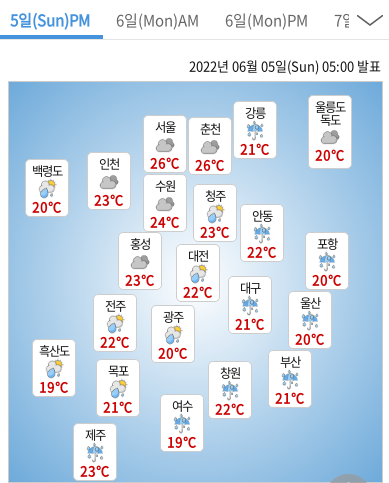 5일(Sun)PM 6일(Mon)AM 6일(Mon)PM 7일
2022년 06월 05일(Sun) 05:00 발표
울릉도
독도
20℃
강릉
21℃
서울
26℃
춘천
26℃
인천
23℃
백령도
20℃
수원
24℃
청주
23℃
안동
22℃
홍성
23℃
대전
22℃
포항
20℃
대구
21℃
울산
20℃
전주
22℃
광주
20℃
흑산도
19℃
목포
21℃
창원
22℃
부산
21℃
여수
19℃
제주
23℃